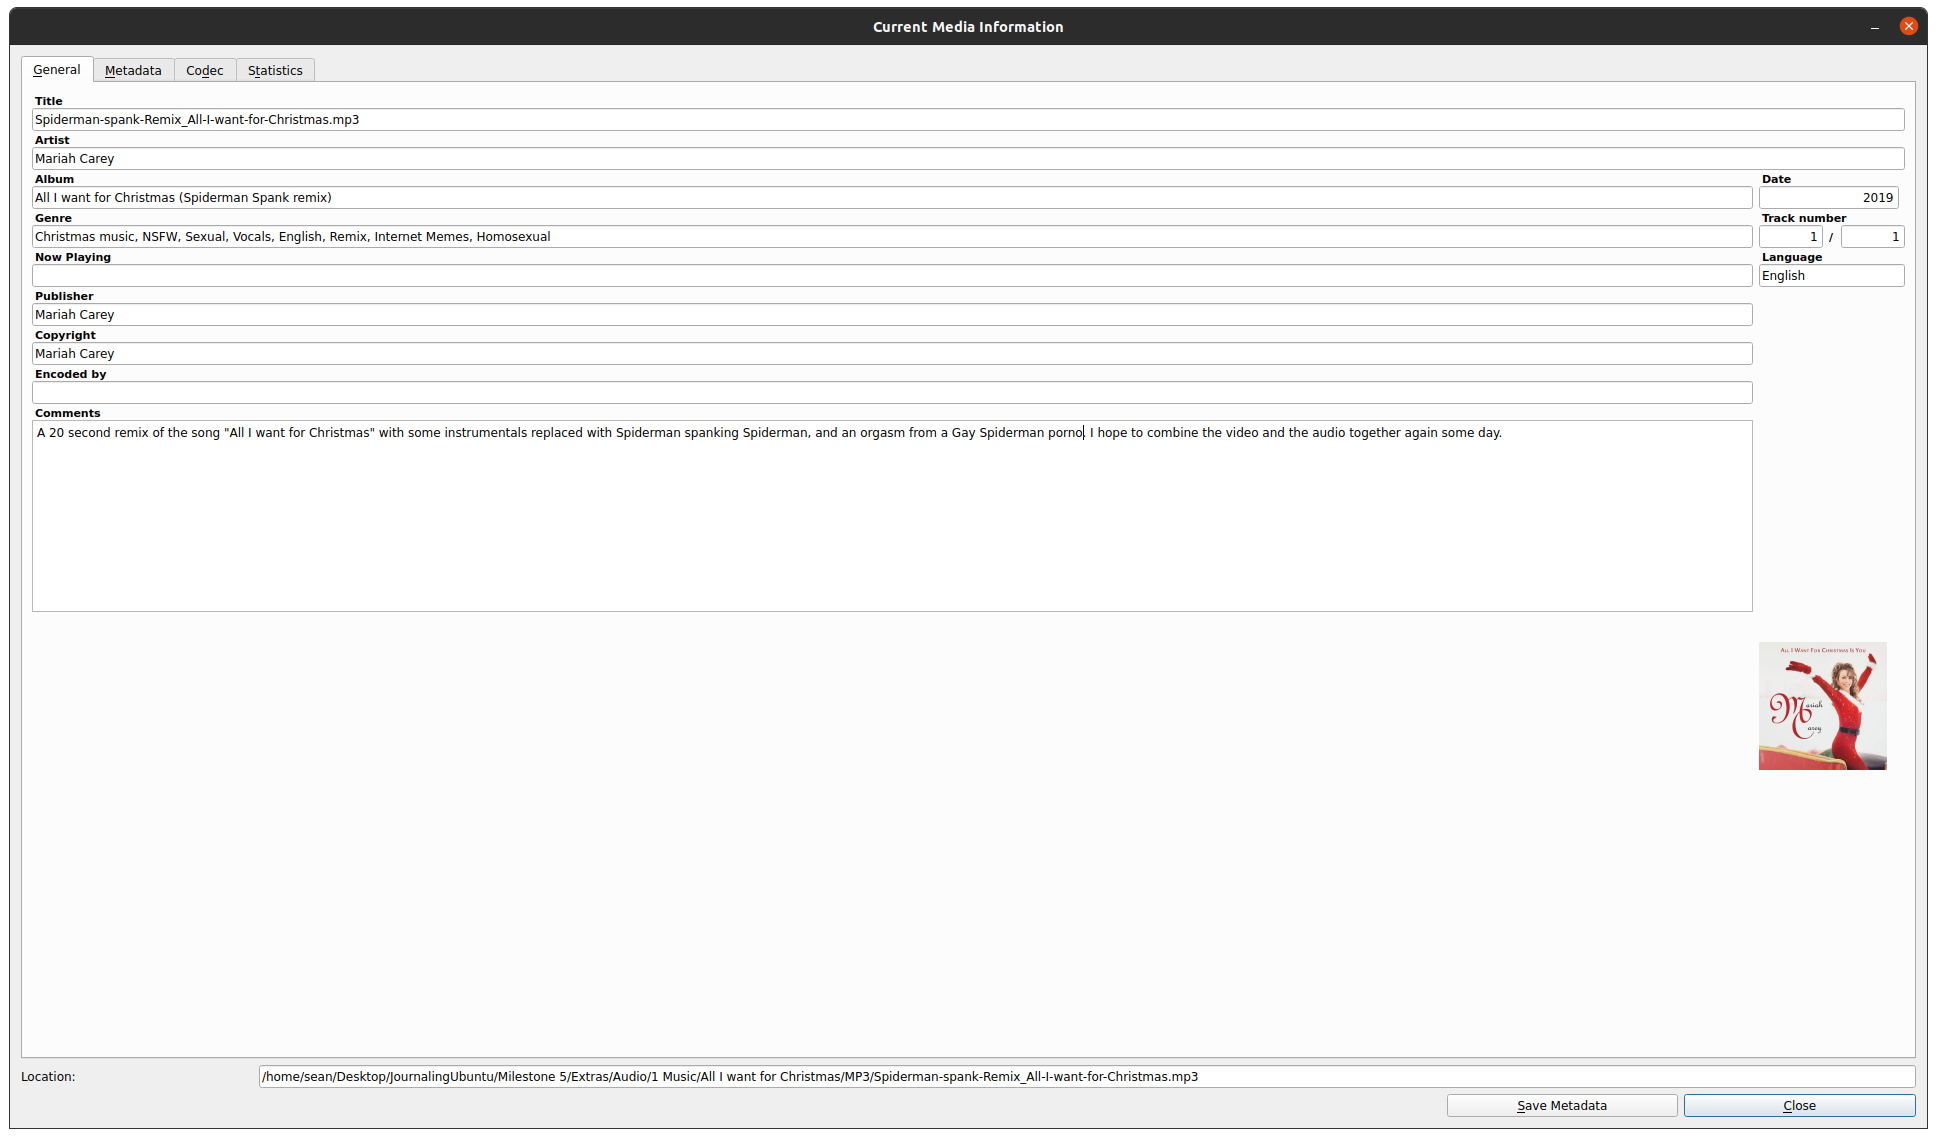 Current Media Information
General Metadata Codec Statistics
Title
Spiderman-spank-Remix_All-I-want-for-Christmas.mp3
Artist
Mariah Carey
Album
All I want for Christmas (Spiderman Spank remix)
Date
2019
Genre
Christmas music, NSFW, Sexual, Vocals, English, Remix, Internet Memes, Homosexual
Track number
1 / 1
Now Playing
Language
English
Publisher
Mariah Carey
Copyright
Mariah Carey
Encoded by
Comments
A 20 second remix of the song "All I want for Christmas" with some instrumentals replaced with Spiderman spanking Spiderman, and an orgasm from a Gay Spiderman porno. I hope to combine the video and the audio together again some day.
All I Want For Christmas Is You
Mariah
Carey
Location: /home/sean/Desktop/JournalingUbuntu/Milestone 5/Extras/Audio/1 Music/All I want for Christmas/MP3/Spiderman-spank-Remix_All-I-want-for-Christmas.mp3
Save Metadata Close